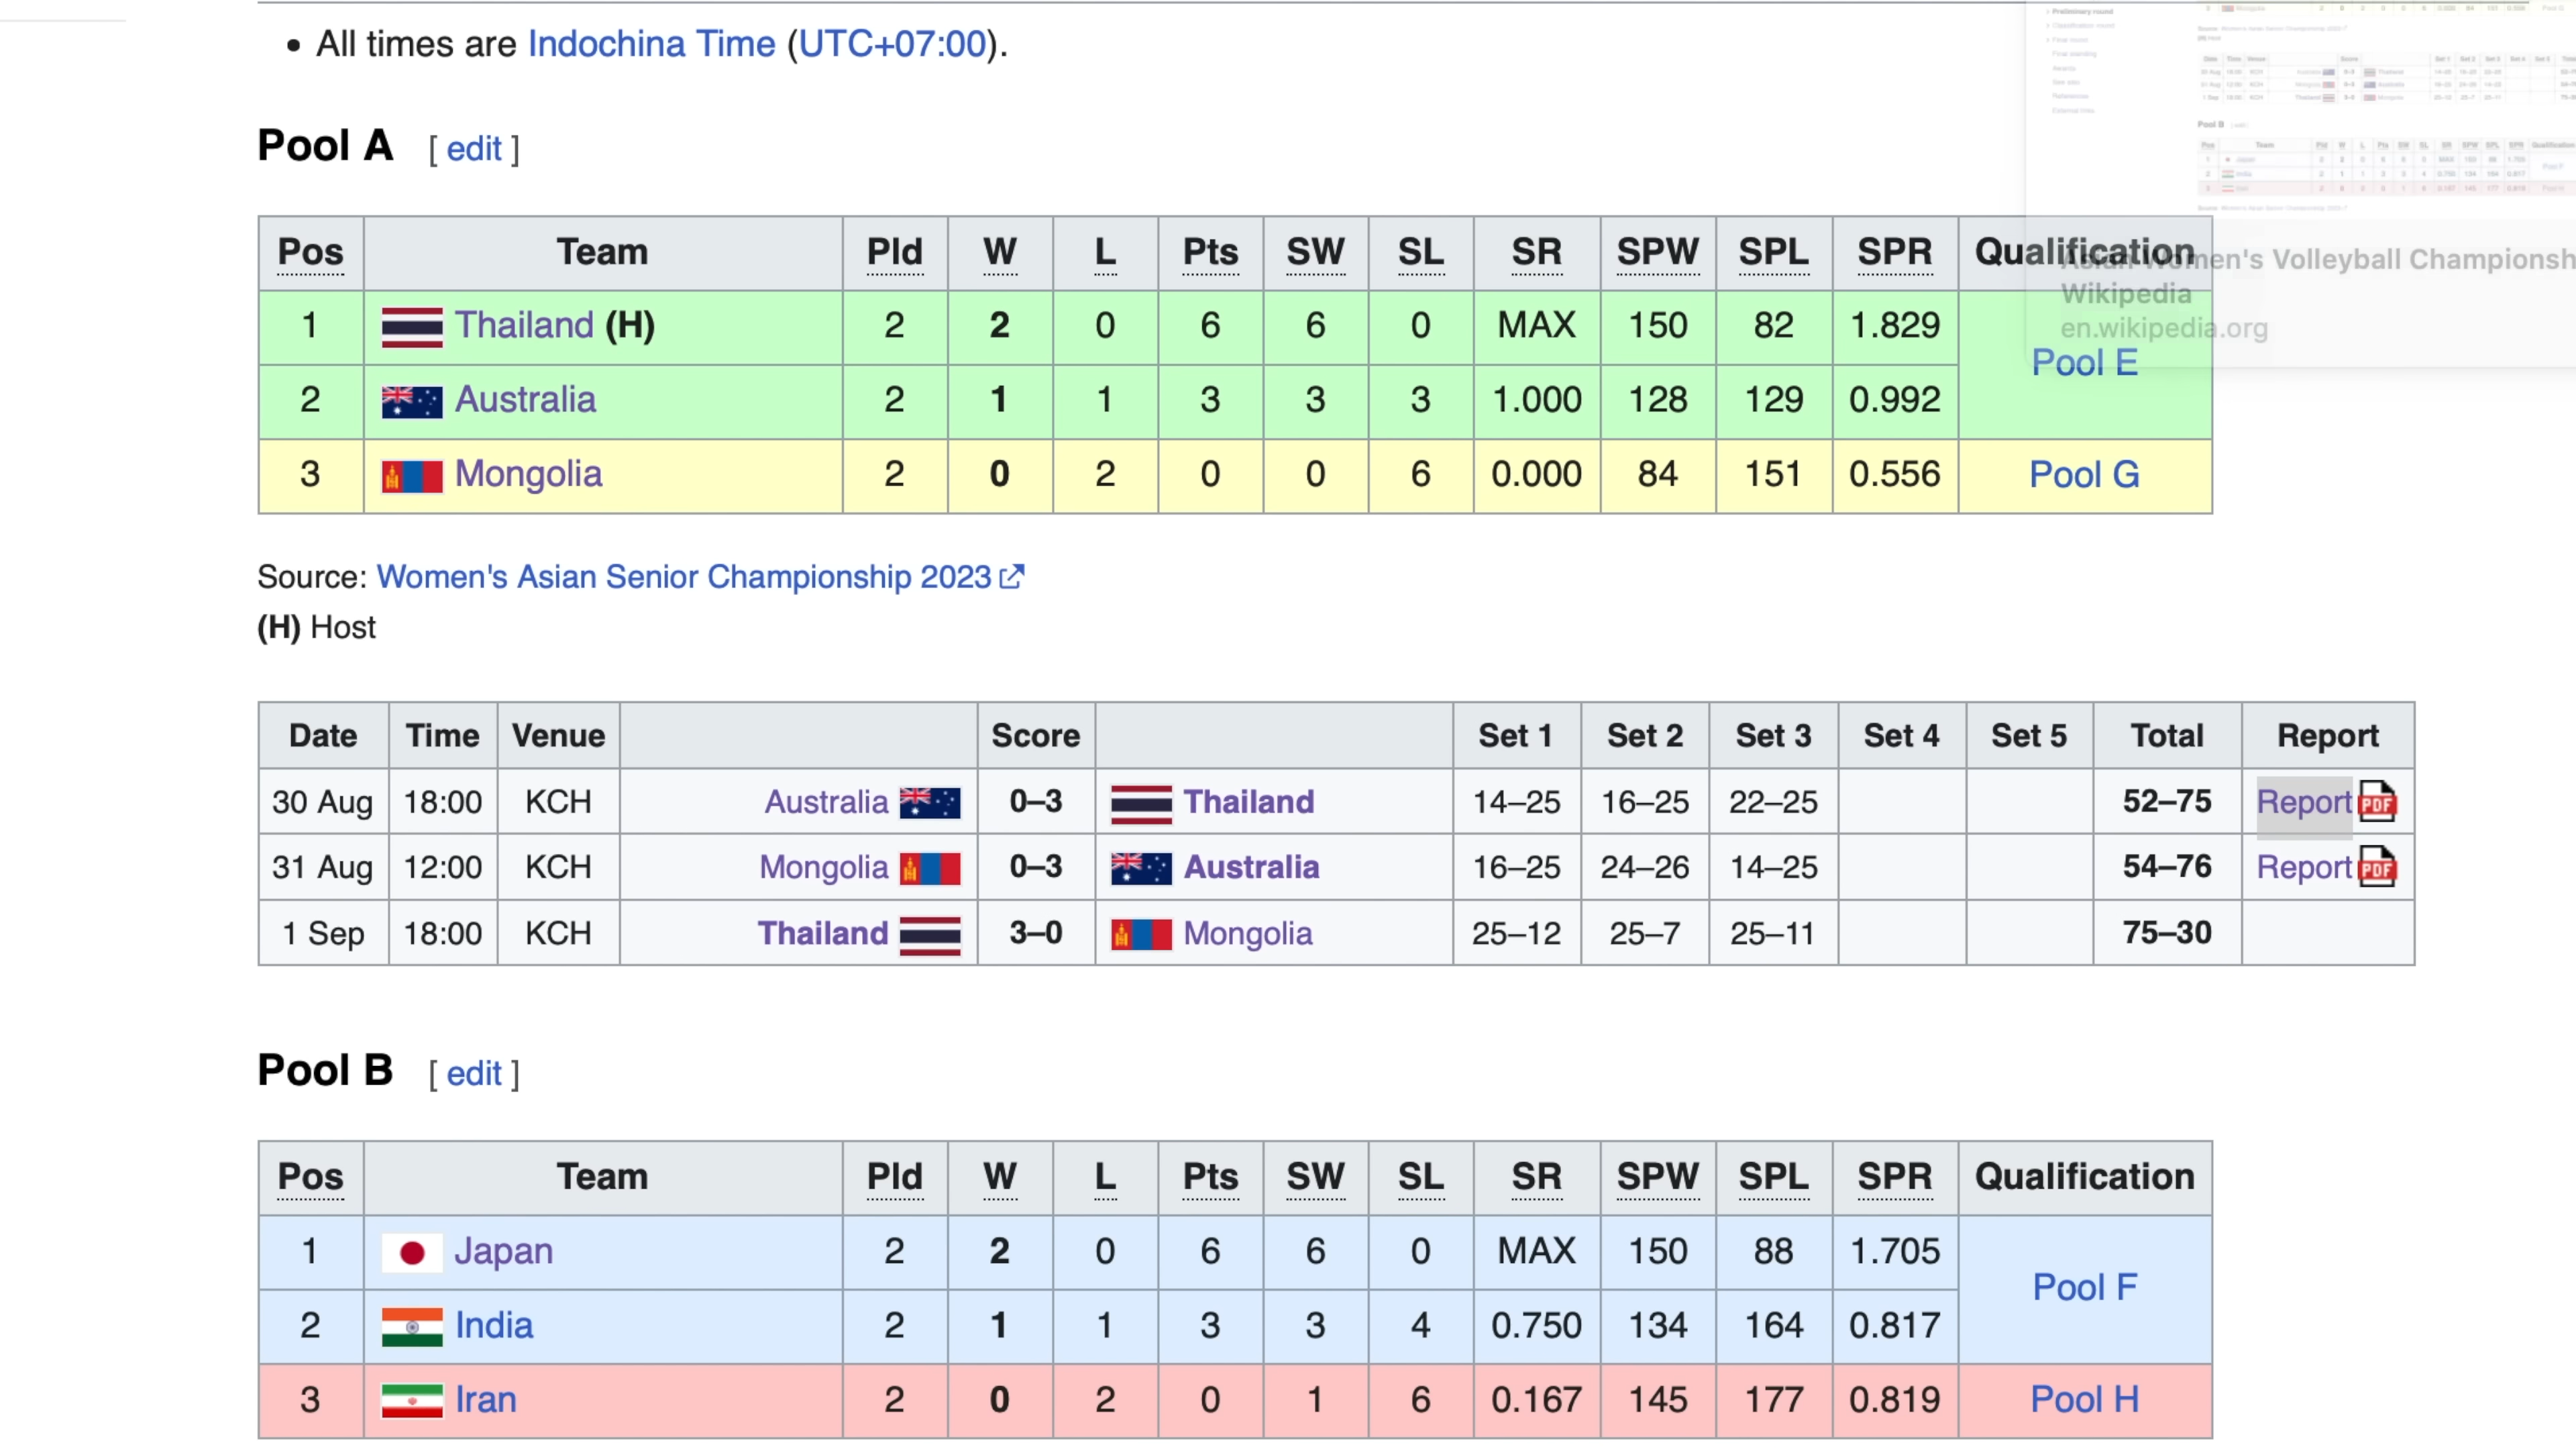 All times are Indochina Time (UTC+07:00).
Pool A [ edit ]
Pos Team Pld W L Pts SW SL SR SPW SPL SPR Qualification
1 Thailand (H) 2 2 0 6 6 0 MAX 150 82 1.829 Pool E
2 Australia 2 1 1 3 3 3 1.000 128 129 0.992
3 Mongolia 2 0 2 0 0 6 0.000 84 151 0.556 Pool G
Asian Women's Volleyball Championsh
Wikipedia
en.wikipedia.org
Source: Women's Asian Senior Championship 2023
(H) Host
Date Time Venue Score Set 1 Set 2 Set 3 Set 4 Set 5 Total Report
30 Aug 18:00 KCH Australia 0–3 Thailand 14–25 16–25 22–25 52–75 Report PDF
31 Aug 12:00 KCH Mongolia 0–3 Australia 16–25 24–26 14–25 54–76 Report PDF
1 Sep 18:00 KCH Thailand 3–0 Mongolia 25–12 25–7 25–11 75–30
Pool B [ edit ]
Pos Team Pld W L Pts SW SL SR SPW SPL SPR Qualification
1 Japan 2 2 0 6 6 0 MAX 150 88 1.705 Pool F
2 India 2 1 1 3 3 4 0.750 134 164 0.817
3 Iran 2 0 2 0 1 6 0.167 145 177 0.819 Pool H